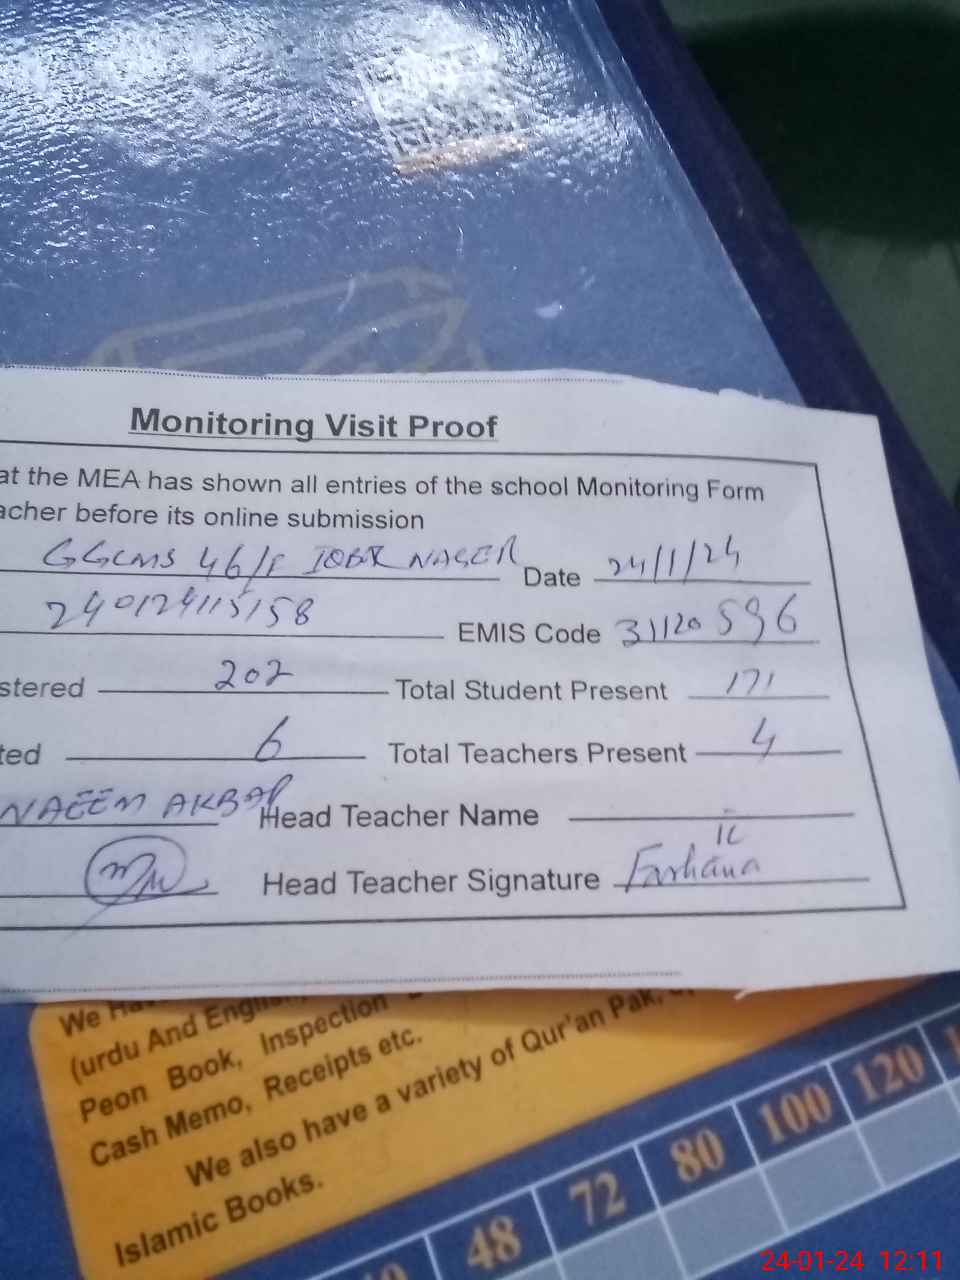 Monitoring Visit Proof
at the MEA has shown all entries of the school Monitoring Form
acher before its online submission
GGCMS 46/F Date 24/1/24
240124115158 EMIS Code 31120596
stered 202 Total Student Present 171
ted 6 Total Teachers Present 4
NAEEM AKBAR Head Teacher Name
IC
Head Teacher Signature Farhana
We Ha
(urdu And English,
Peon Book, Inspection
Cash Memo, Receipts etc.
We also have a variety of Qur'an Pak,
Islamic Books.
48 72 80 100 120
24-01-24 12:11